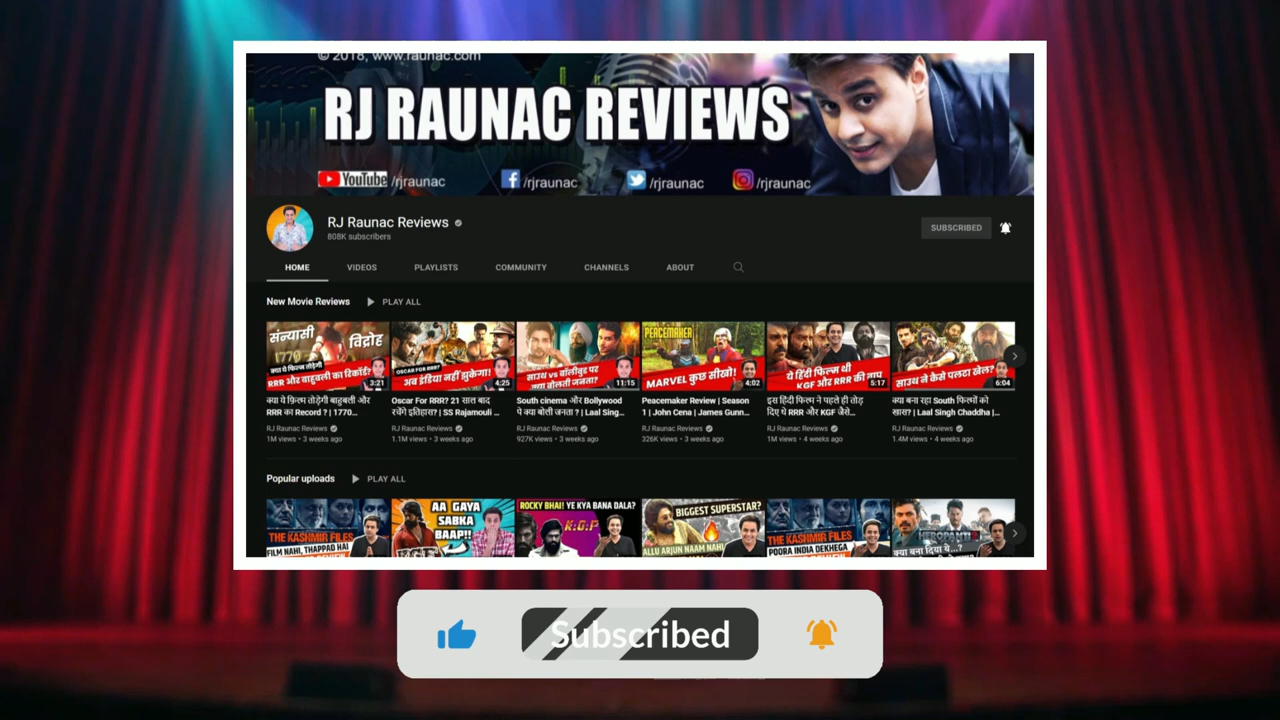 © 2018, www.raunac.com
RJ RAUNAC REVIEWS
YouTube /rjraunac
/rjraunac
/rjraunac
/rjraunac
RJ Raunac Reviews
808K subscribers
SUBSCRIBED
HOME VIDEOS PLAYLISTS COMMUNITY CHANNELS ABOUT
New Movie Reviews PLAY ALL
संन्यासी
1770 विद्रोह
क्या ये फिल्म तोड़ेगी
RRR और बाहुबली का रिकॉर्ड?
3:21
क्या ये फ़िल्म तोड़ेगी बाहुबली और
RRR का Record ? | 1770...
RJ Raunac Reviews
1M views • 3 weeks ago
OSCAR FOR RRR?
अब इंडिया नहीं झुकेगा!
4:25
Oscar For RRR? 21 साल बाद
रचेंगे इतिहास? | SS Rajamouli ...
RJ Raunac Reviews
1.1M views • 3 weeks ago
साउथ vs बॉलीवुड पर
क्या बोलती जनता?
11:15
South cinema और Bollywood
पे क्या बोली जनता ? | Laal Sing...
RJ Raunac Reviews
927K views • 3 weeks ago
PEACEMAKER
MARVEL कुछ सीखो!
4:02
Peacemaker Review | Season
1 | John Cena | James Gunn...
RJ Raunac Reviews
326K views • 3 weeks ago
ये हिंदी फिल्म थी
KGF और RRR की बाप
5:17
इस हिंदी फिल्म ने पहले ही तोड़
दिए थे RRR और KGF जैसे...
RJ Raunac Reviews
1M views • 4 weeks ago
साउथ ने कैसे पलटा खेल?
6:04
क्या बना रहा South फिल्मों को
खास? | Laal Singh Chaddha |...
RJ Raunac Reviews
1.4M views • 4 weeks ago
Popular uploads PLAY ALL
THE KASHMIR FILES
FILM NAHI, THAPPAD HAI
AA GAYA
SABKA
BAAP!!
ROCKY BHAI! YE KYA BANA DALA?
K.G.F
BIGGEST SUPERSTAR?
ALLU ARJUN NAAM NAHI
THE KASHMIR FILES
POORA INDIA DEKHEGA
HEROPANTI 2
क्या बना दिया ये...?
Subscribed